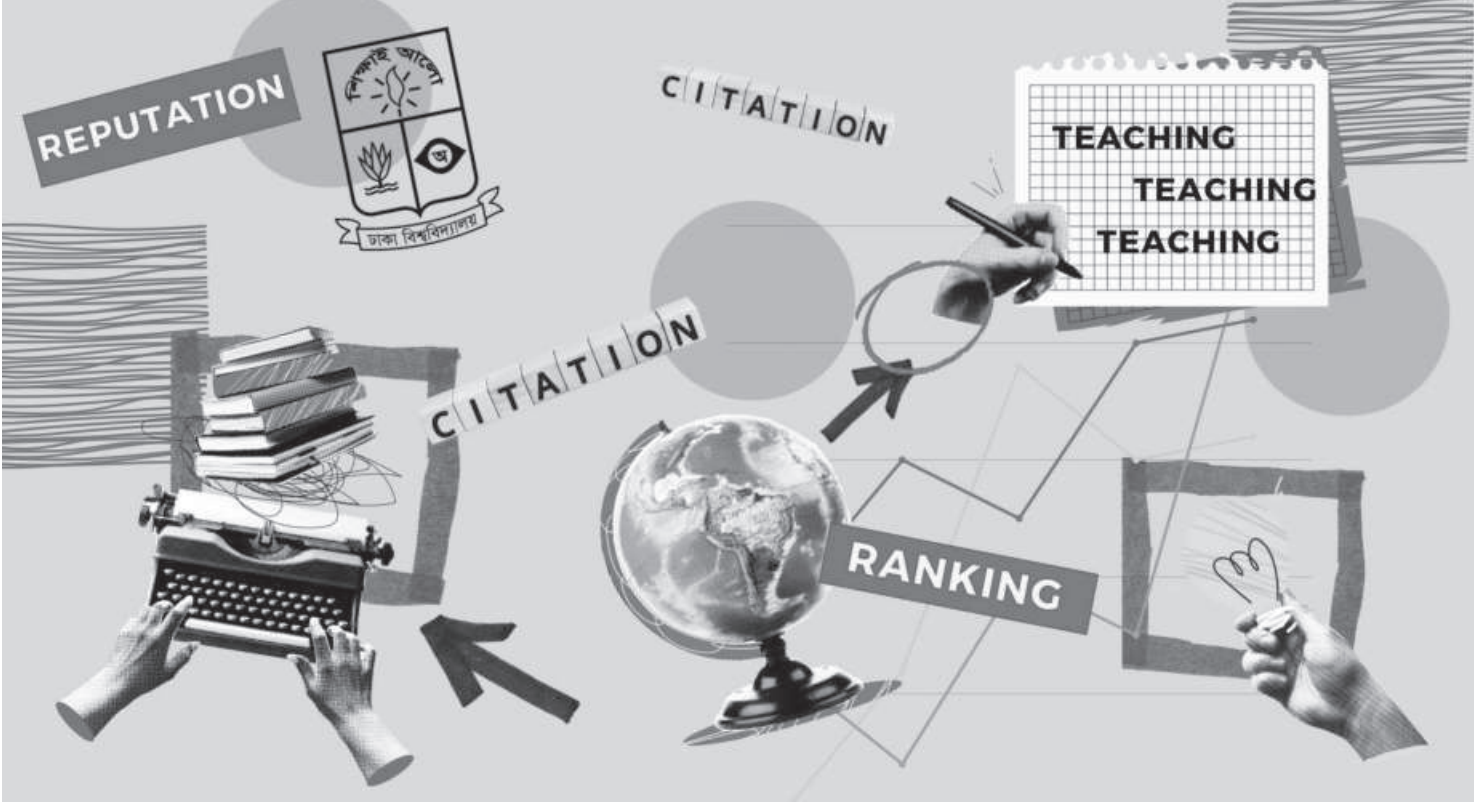 REPUTATION
শিক্ষাই আলো
অ
ঢাকা বিশ্ববিদ্যালয়
CITATION
TEACHING
TEACHING
TEACHING
CITATION
RANKING